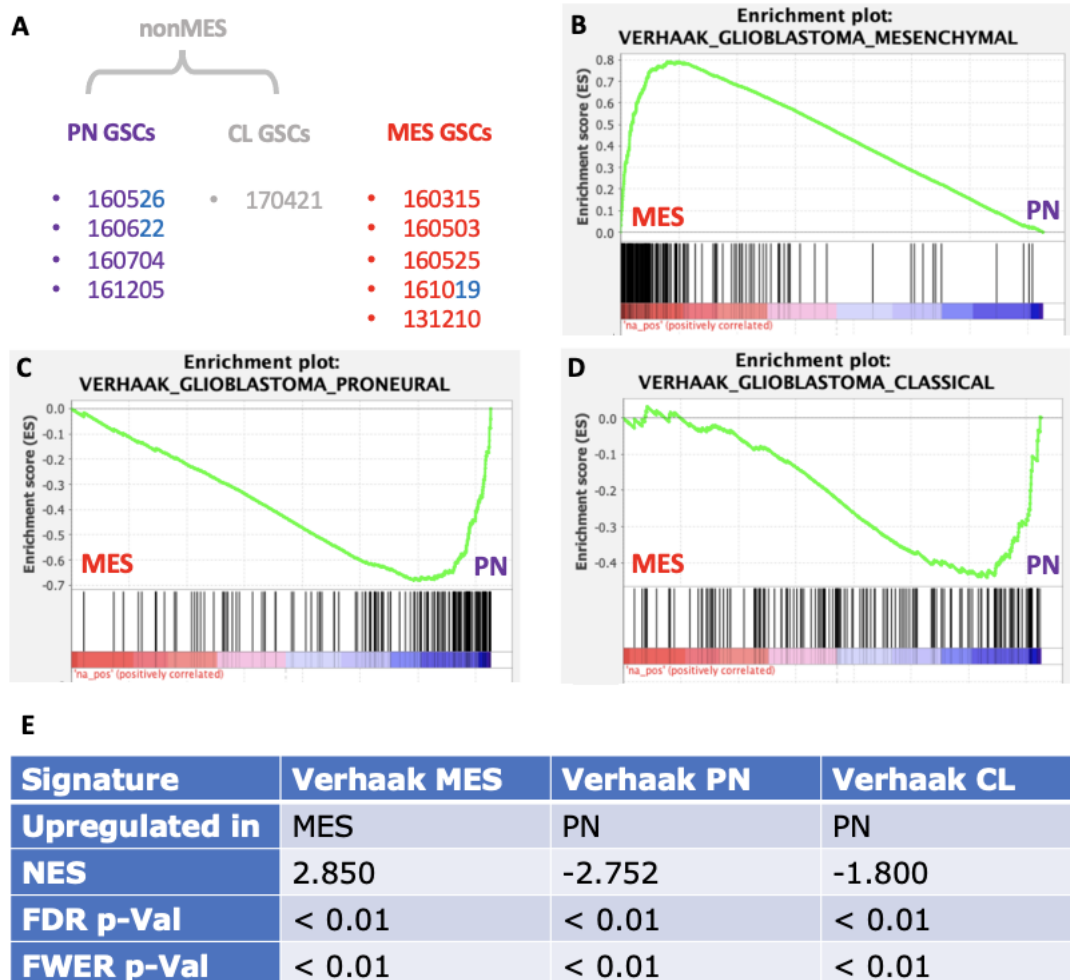 A
nonMES
PN GSCs
CL GSCs
MES GSCs
• 160526
• 160622
• 160704
• 161205
• 170421
• 160315
• 160503
• 160525
• 161019
• 131210
B
Enrichment plot:
VERHAAK_GLIOBLASTOMA_MESENCHYMAL
Enrichment score (ES)
0.8
0.7
0.6
0.5
0.4
0.3
0.2
0.1
0.0
MES
PN
'na_pos' (positively correlated)
C
Enrichment plot:
VERHAAK_GLIOBLASTOMA_PRONEURAL
Enrichment score (ES)
0.0
-0.1
-0.2
-0.3
-0.4
-0.5
-0.6
-0.7
MES
PN
'na_pos' (positively correlated)
D
Enrichment plot:
VERHAAK_GLIOBLASTOMA_CLASSICAL
Enrichment score (ES)
0.0
-0.1
-0.2
-0.3
-0.4
MES
PN
'na_pos' (positively correlated)
E
Signature Verhaak MES Verhaak PN Verhaak CL
Upregulated in MES PN PN
NES 2.850 -2.752 -1.800
FDR p-Val < 0.01 < 0.01 < 0.01
FWER p-Val < 0.01 < 0.01 < 0.01